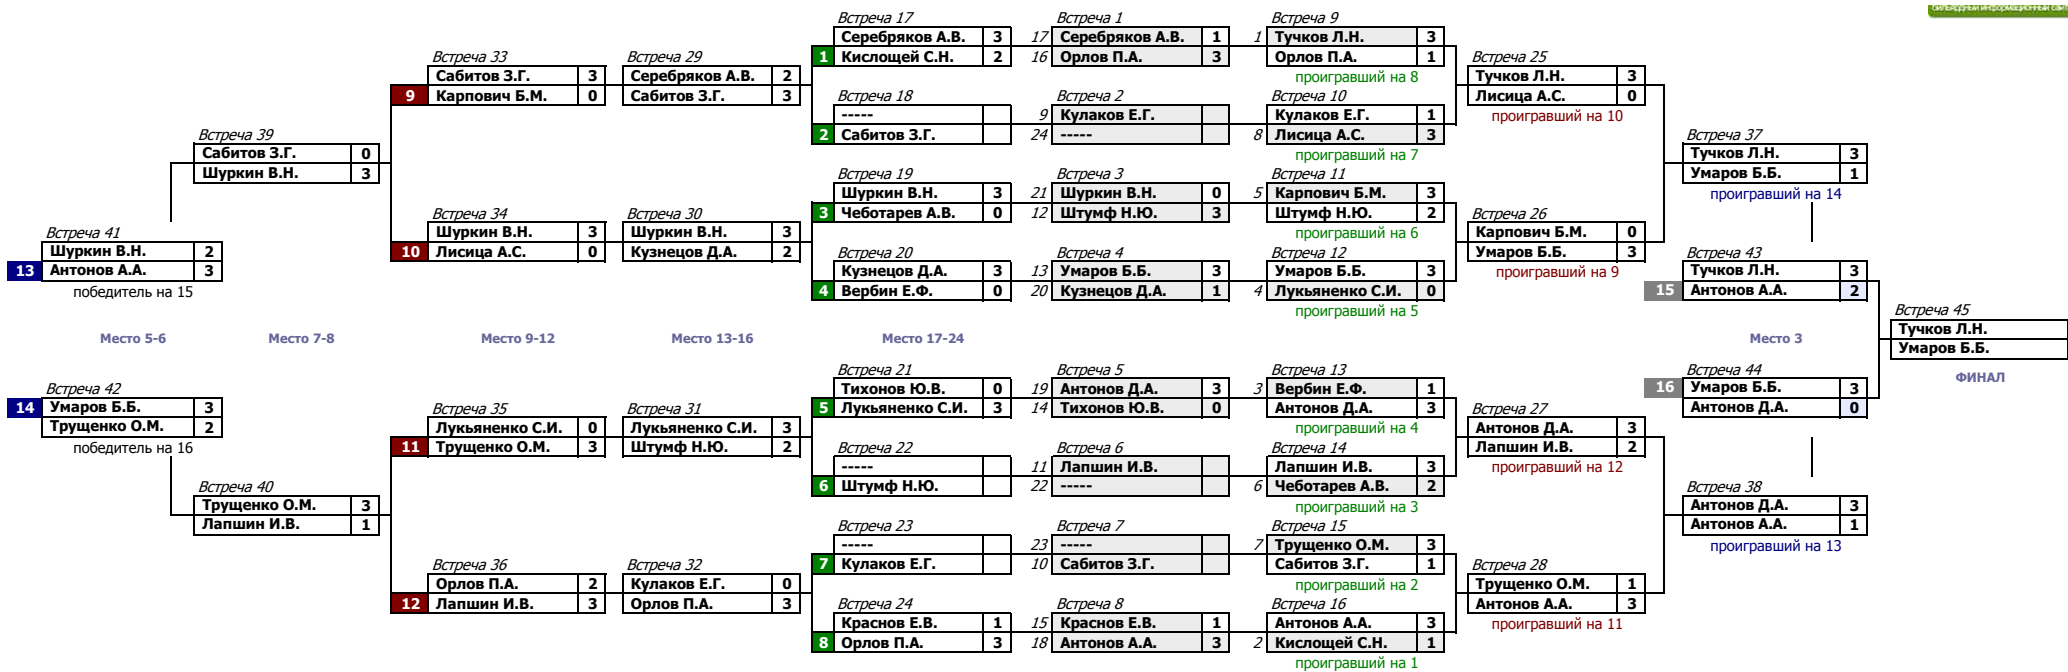 бильярдный информационный сайт
Встреча 17
Серебряков А.В. 3
1 Кислощей С.Н. 2
Встреча 1
17 Серебряков А.В. 1
16 Орлов П.А. 3
Встреча 9
1 Тучков Л.Н. 3
Орлов П.А. 1
проигравший на 8
Встреча 33
Сабитов З.Г. 3
9 Карпович Б.М. 0
Встреча 29
Серебряков А.В. 2
Сабитов З.Г. 3
Встреча 25
Тучков Л.Н. 3
Лисица А.С. 0
проигравший на 10
Встреча 18
-----
2 Сабитов З.Г.
Встреча 2
9 Кулаков Е.Г.
24 -----
Встреча 10
Кулаков Е.Г. 1
8 Лисица А.С. 3
проигравший на 7
Встреча 39
Сабитов З.Г. 0
Шуркин В.Н. 3
Встреча 37
Тучков Л.Н. 3
Умаров Б.Б. 1
проигравший на 14
Встреча 19
Шуркин В.Н. 3
3 Чеботарев А.В. 0
Встреча 3
21 Шуркин В.Н. 0
12 Штумф Н.Ю. 3
Встреча 11
5 Карпович Б.М. 3
Штумф Н.Ю. 2
проигравший на 6
Встреча 41
Шуркин В.Н. 2
13 Антонов А.А. 3
победитель на 15
Встреча 34
Шуркин В.Н. 3
10 Лисица А.С. 0
Встреча 30
Шуркин В.Н. 3
Кузнецов Д.А. 2
Встреча 26
Карпович Б.М. 0
Умаров Б.Б. 3
проигравший на 9
Встреча 20
Кузнецов Д.А. 3
4 Вербин Е.Ф. 0
Встреча 4
13 Умаров Б.Б. 3
20 Кузнецов Д.А. 1
Встреча 12
Умаров Б.Б. 3
4 Лукьяненко С.И. 0
проигравший на 5
Встреча 43
Тучков Л.Н. 3
15 Антонов А.А. 2
Встреча 45
Тучков Л.Н.
Умаров Б.Б.
ФИНАЛ
Место 5-6 Место 7-8 Место 9-12 Место 13-16 Место 17-24 Место 3
Встреча 42
14 Умаров Б.Б. 3
Трущенко О.М. 2
победитель на 16
Встреча 21
Тихонов Ю.В. 0
5 Лукьяненко С.И. 3
Встреча 5
19 Антонов Д.А. 3
14 Тихонов Ю.В. 0
Встреча 13
3 Вербин Е.Ф. 1
Антонов Д.А. 3
проигравший на 4
Встреча 44
16 Умаров Б.Б. 3
Антонов Д.А. 0
Встреча 35
Лукьяненко С.И. 0
11 Трущенко О.М. 3
Встреча 31
Лукьяненко С.И. 3
Штумф Н.Ю. 2
Встреча 27
Антонов Д.А. 3
Лапшин И.В. 2
проигравший на 12
Встреча 22
-----
6 Штумф Н.Ю.
Встреча 6
11 Лапшин И.В.
22 -----
Встреча 14
Лапшин И.В. 3
6 Чеботарев А.В. 2
проигравший на 3
Встреча 40
Трущенко О.М. 3
Лапшин И.В. 1
Встреча 38
Антонов Д.А. 3
Антонов А.А. 1
проигравший на 13
Встреча 23
-----
7 Кулаков Е.Г.
Встреча 7
23 -----
10 Сабитов З.Г.
Встреча 15
7 Трущенко О.М. 3
Сабитов З.Г. 1
проигравший на 2
Встреча 36
Орлов П.А. 2
12 Лапшин И.В. 3
Встреча 32
Кулаков Е.Г. 0
Орлов П.А. 3
Встреча 28
Трущенко О.М. 1
Антонов А.А. 3
проигравший на 11
Встреча 24
Краснов Е.В. 1
8 Орлов П.А. 3
Встреча 8
15 Краснов Е.В. 1
18 Антонов А.А. 3
Встреча 16
Антонов А.А. 3
2 Кислощей С.Н. 1
проигравший на 1